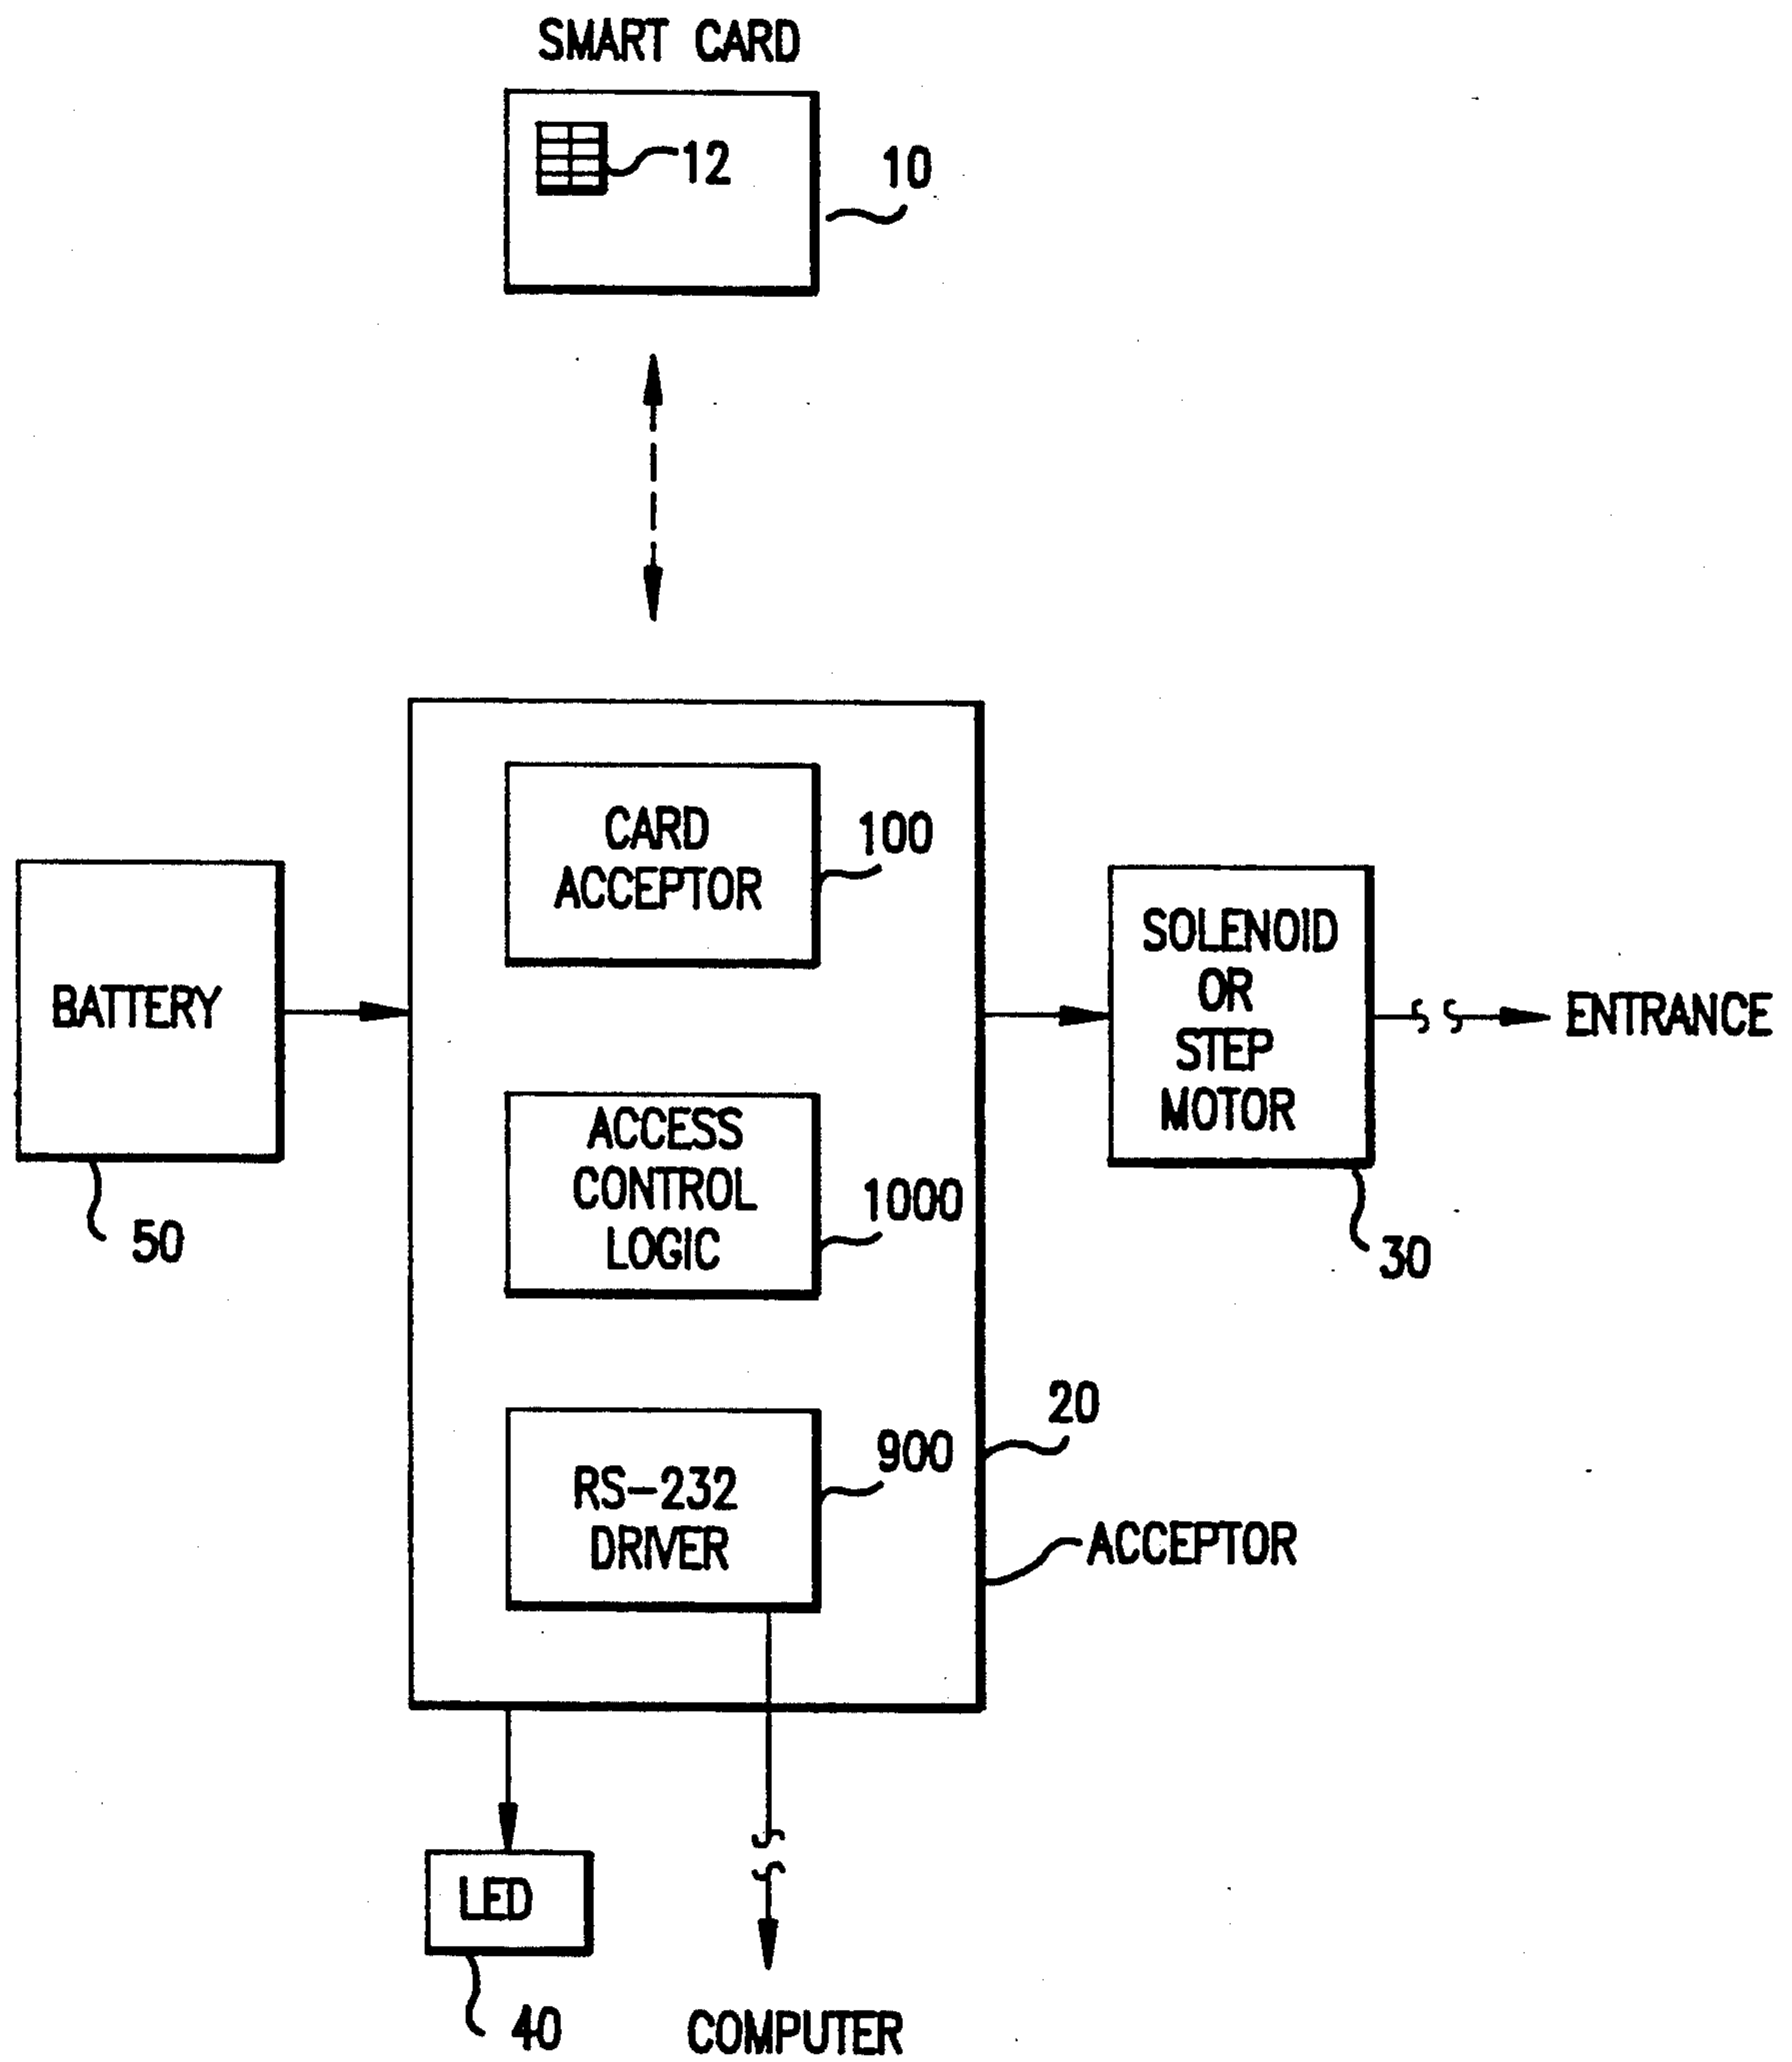 SMART CARD
12
10
CARD
ACCEPTOR
100
BATTERY
50
SOLENOID
OR
STEP
MOTOR
30
ENTRANCE
ACCESS
CONTROL
LOGIC
1000
RS-232
DRIVER
900
20
ACCEPTOR
LED
40
COMPUTER